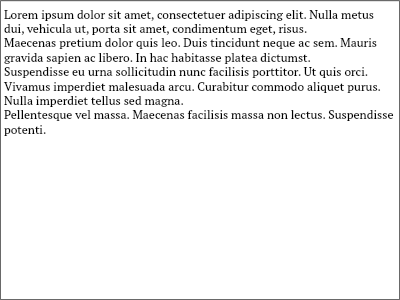 Lorem ipsum dolor sit amet, consectetuer adipiscing elit. Nulla metus
dui, vehicula ut, porta sit amet, condimentum eget, risus.
Maecenas pretium dolor quis leo. Duis tincidunt neque ac sem. Mauris
gravida sapien ac libero. In hac habitasse platea dictumst.
Suspendisse eu urna sollicitudin nunc facilisis porttitor. Ut quis orci.
Vivamus imperdiet malesuada arcu. Curabitur commodo aliquet purus.
Nulla imperdiet tellus sed magna.
Pellentesque vel massa. Maecenas facilisis massa non lectus. Suspendisse
potenti.